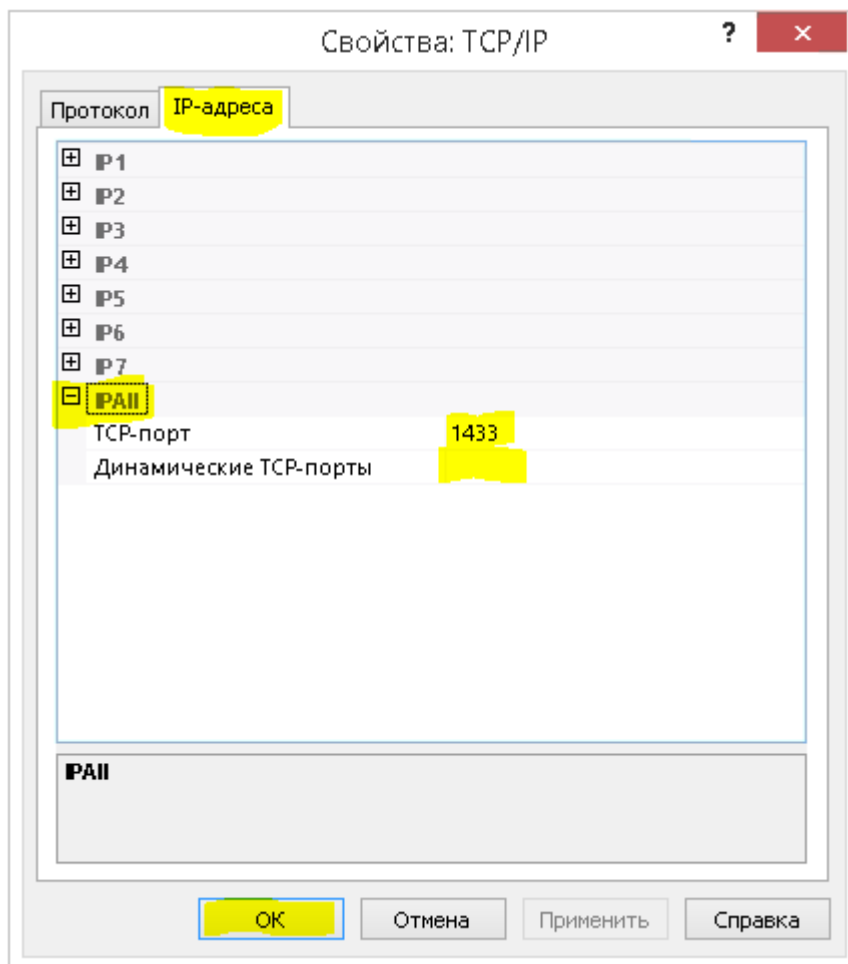 Свойства: TCP/IP
?
Протокол IP-адреса
IP1
IP2
IP3
IP4
IP5
IP6
IP7
IPAll
TCP-порт 1433
Динамические TCP-порты
IPAll
ОК Отмена Применить Справка